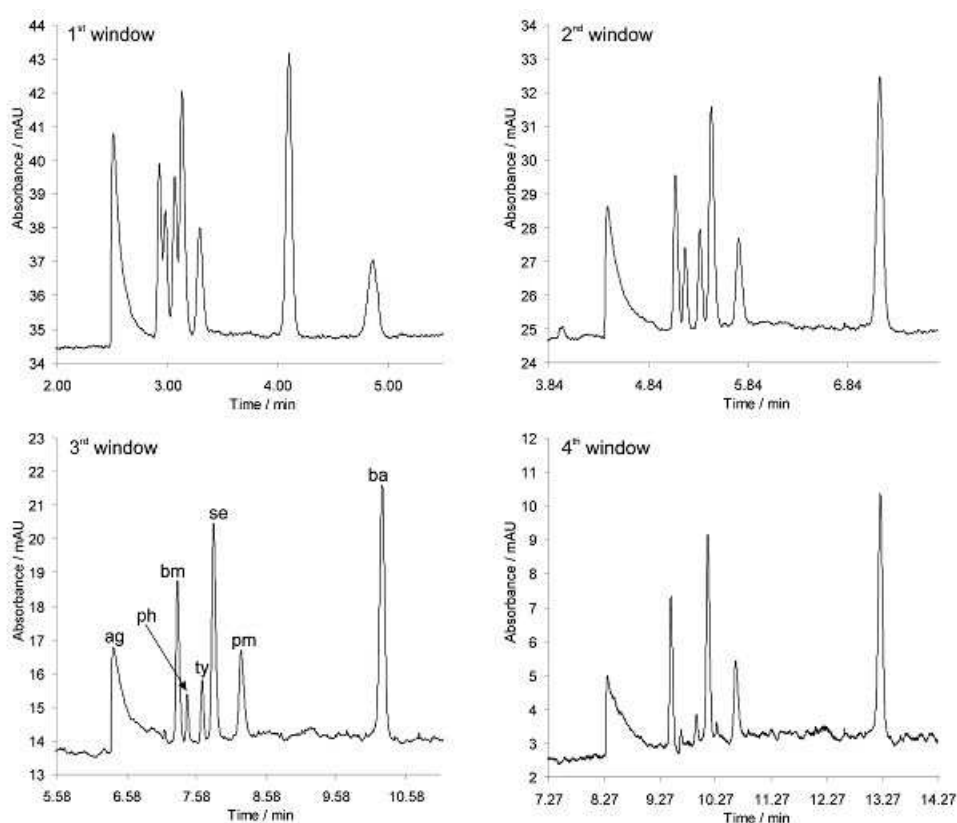 1st window
Absorbance / mAU
44
43
42
41
40
39
38
37
36
35
34
2.00 3.00 4.00 5.00
Time / min
2nd window
Absorbance / mAU
34
33
32
31
30
29
28
27
26
25
24
3.84 4.84 5.84 6.84
Time / min
3rd window
Absorbance / mAU
23
22
21
20
19
18
17
16
15
14
13
ag
ph
bm
ty
se
pm
ba
5.58 6.58 7.58 8.58 9.58 10.58
Time / min
4th window
Absorbance / mAU
12
11
10
9
8
7
6
5
4
3
2
7.27 8.27 9.27 10.27 11.27 12.27 13.27 14.27
Time / min